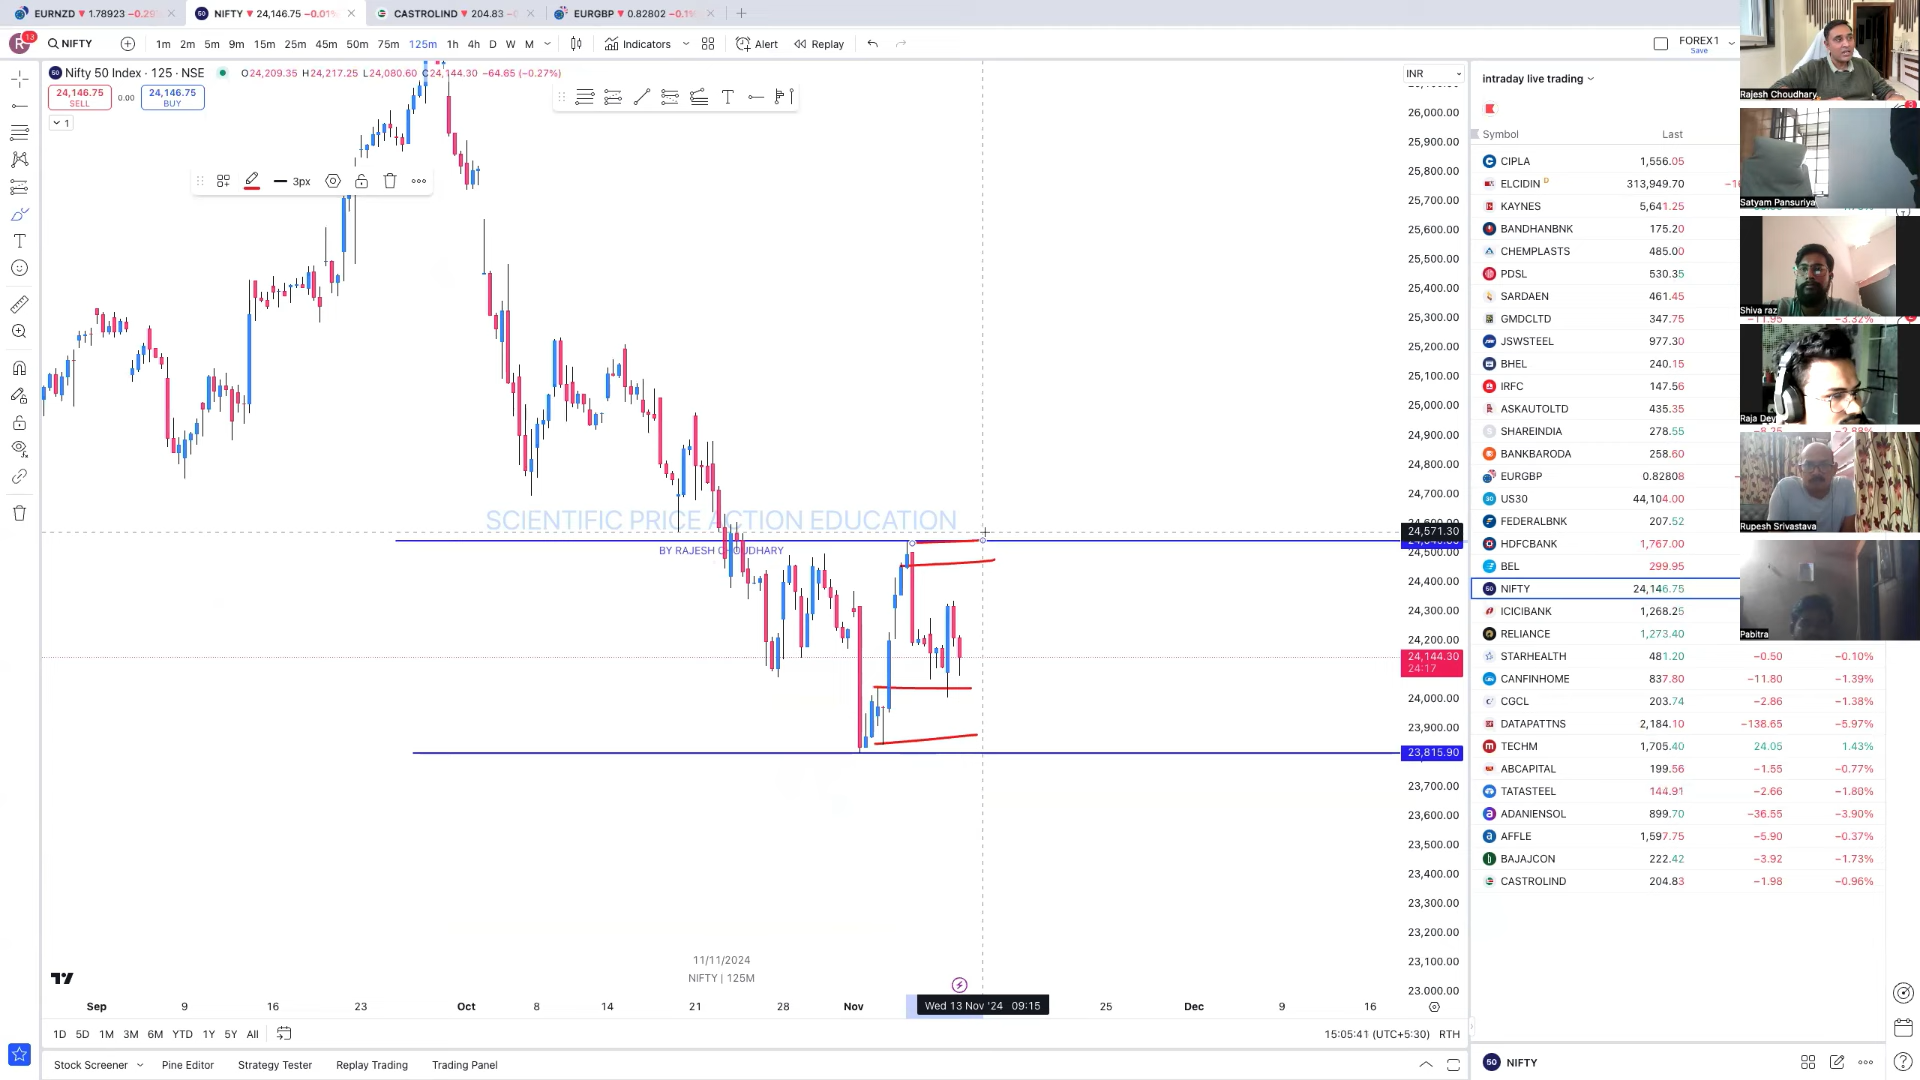 EURNZD 1.78923 −0.29
NIFTY 24,146.75 −0.01%
CASTROLIND 204.83
EURGBP 0.82802
R 13 NIFTY 1m 2m 5m 9m 15m 25m 45m 50m 75m 125m 1h 4h D W M Indicators Alert Replay FOREX1
Save
Nifty 50 Index · 125 · NSE O24,209.35 H24,217.25 L24,080.60 C24,144.30 −64.65 (−0.27%)
24,146.75
SELL
0.00
24,146.75
BUY
1
3px
INR
26,000.00
25,900.00
25,800.00
25,700.00
25,600.00
25,500.00
25,400.00
25,300.00
25,200.00
25,100.00
25,000.00
24,900.00
24,800.00
24,700.00
24,571.30
24,500.00
24,400.00
24,300.00
24,200.00
24,144.30
24:17
24,000.00
23,900.00
23,815.90
23,700.00
23,600.00
23,500.00
23,400.00
23,300.00
23,200.00
23,100.00
23,000.00
SCIENTIFIC PRICE ACTION EDUCATION
BY RAJESH CHOUDHARY
11/11/2024
NIFTY | 125M
Sep 9 16 23 Oct 8 14 21 28 Nov Wed 13 Nov '24 09:15 25 Dec 9 16
1D 5D 1M 3M 6M YTD 1Y 5Y All
15:05:41 (UTC+5:30) RTH
Stock Screener Pine Editor Strategy Tester Replay Trading Trading Panel
intraday live trading
Symbol Last
CIPLA 1,556.05
ELCIDIN D 313,949.70
KAYNES 5,641.25
BANDHANBNK 175.20
CHEMPLASTS 485.00
PDSL 530.35
SARDAEN 461.45
GMDCLTD 347.75 −11.95 −3.32%
JSWSTEEL 977.30
BHEL 240.15
IRFC 147.56
ASKAUTOLTD 435.35
SHAREINDIA 278.55 −8.25 −2.88%
BANKBARODA 258.60
EURGBP 0.82808
US30 44,104.00
FEDERALBNK 207.52
HDFCBANK 1,767.00
BEL 299.95
NIFTY 24,146.75
ICICIBANK 1,268.25
RELIANCE 1,273.40
STARHEALTH 481.20 −0.50 −0.10%
CANFINHOME 837.80 −11.80 −1.39%
CGCL 203.74 −2.86 −1.38%
DATAPATTNS 2,184.10 −138.65 −5.97%
TECHM 1,705.40 24.05 1.43%
ABCAPITAL 199.56 −1.55 −0.77%
TATASTEEL 144.91 −2.66 −1.80%
ADANIENSOL 899.70 −36.55 −3.90%
AFFLE 1,597.75 −5.90 −0.37%
BAJAJCON 222.42 −3.92 −1.73%
CASTROLIND 204.83 −1.98 −0.96%
50 NIFTY
Rajesh Choudhary
Satyam Pansuriya
Shiva raz
Raja Dey
Rupesh Srivastava
Pabitra